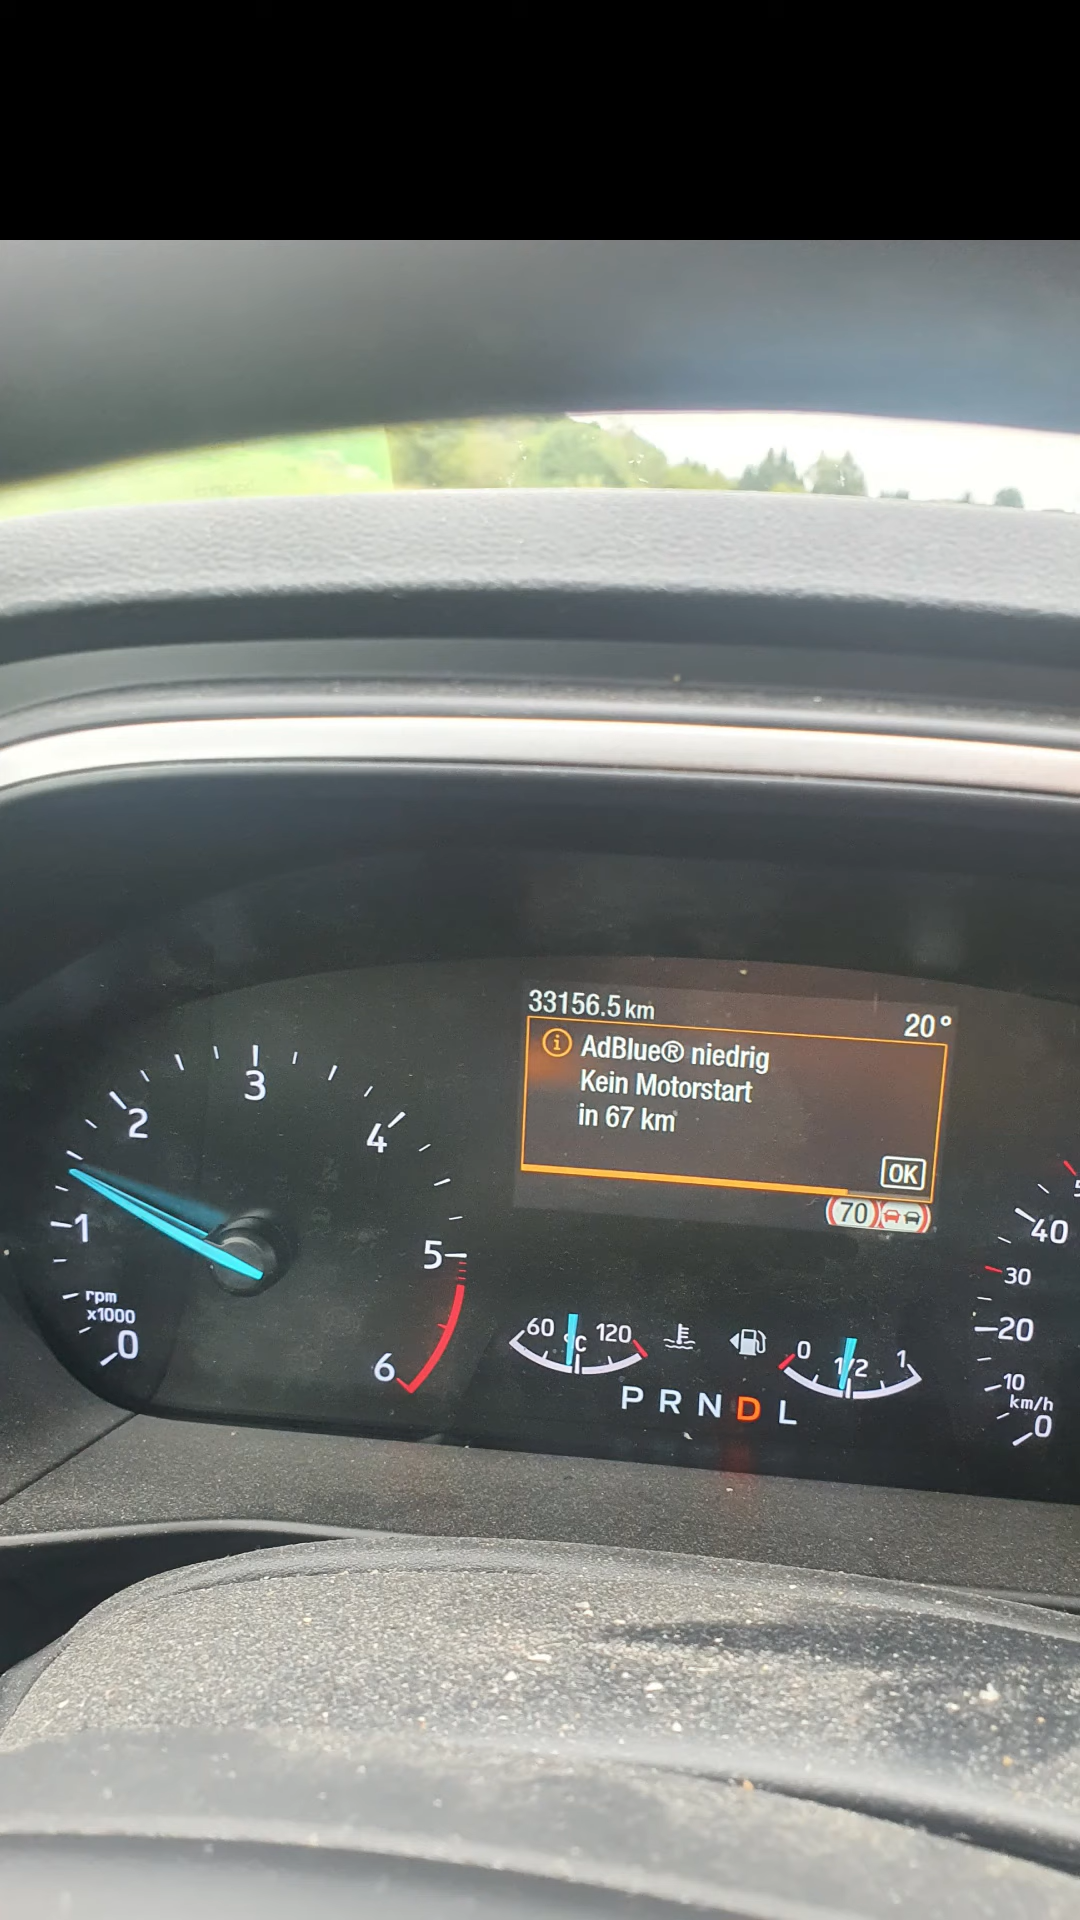 33156.5 km
20°
AdBlue® niedrig
Kein Motorstart
in 67 km
OK
70
0
1
2
3
4
5
6
rpm
x1000
60 °C 120
0 1/2 1
P R N D L
40
30
20
10
km/h
0